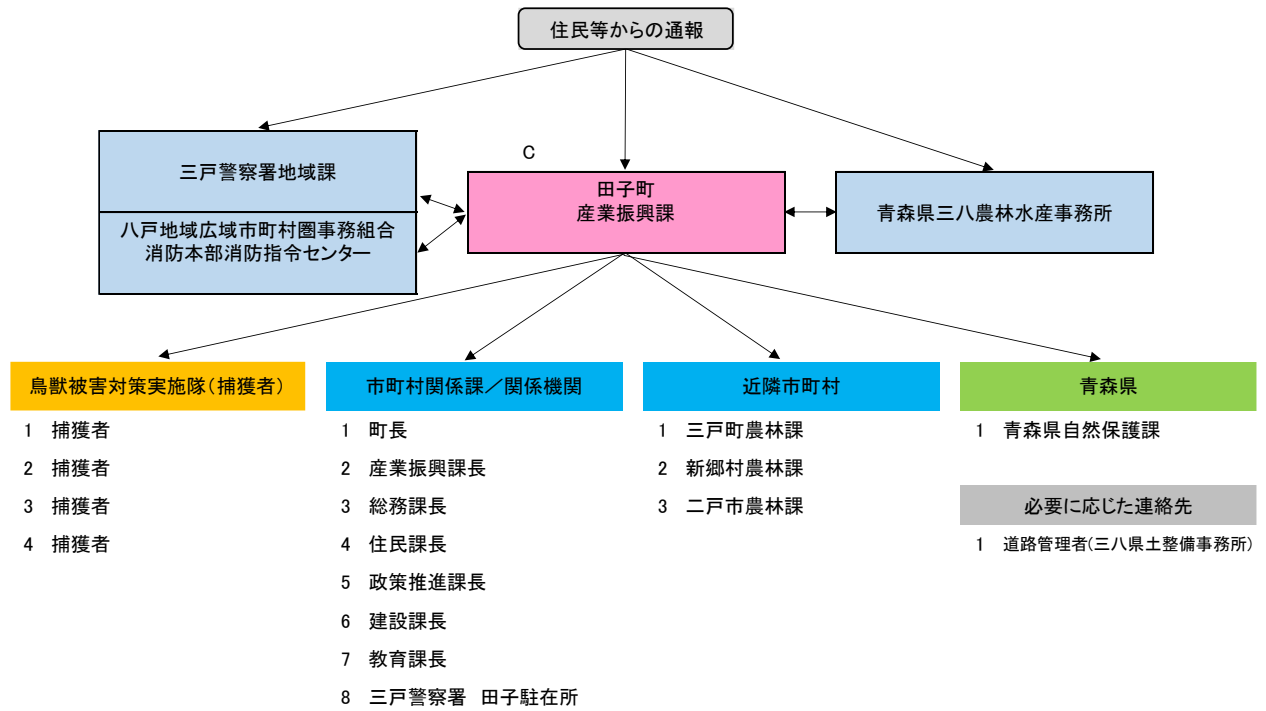 住民等からの通報
三戸警察署地域課
八戸地域広域市町村圏事務組合
消防本部消防指令センター
C
田子町
産業振興課
青森県三八農林水産事務所
鳥獣被害対策実施隊(捕獲者)
1 捕獲者
2 捕獲者
3 捕獲者
4 捕獲者
市町村関係課/関係機関
1 町長
2 産業振興課長
3 総務課長
4 住民課長
5 政策推進課長
6 建設課長
7 教育課長
8 三戸警察署 田子駐在所
近隣市町村
1 三戸町農林課
2 新郷村農林課
3 二戸市農林課
青森県
1 青森県自然保護課
必要に応じた連絡先
1 道路管理者(三八県土整備事務所)